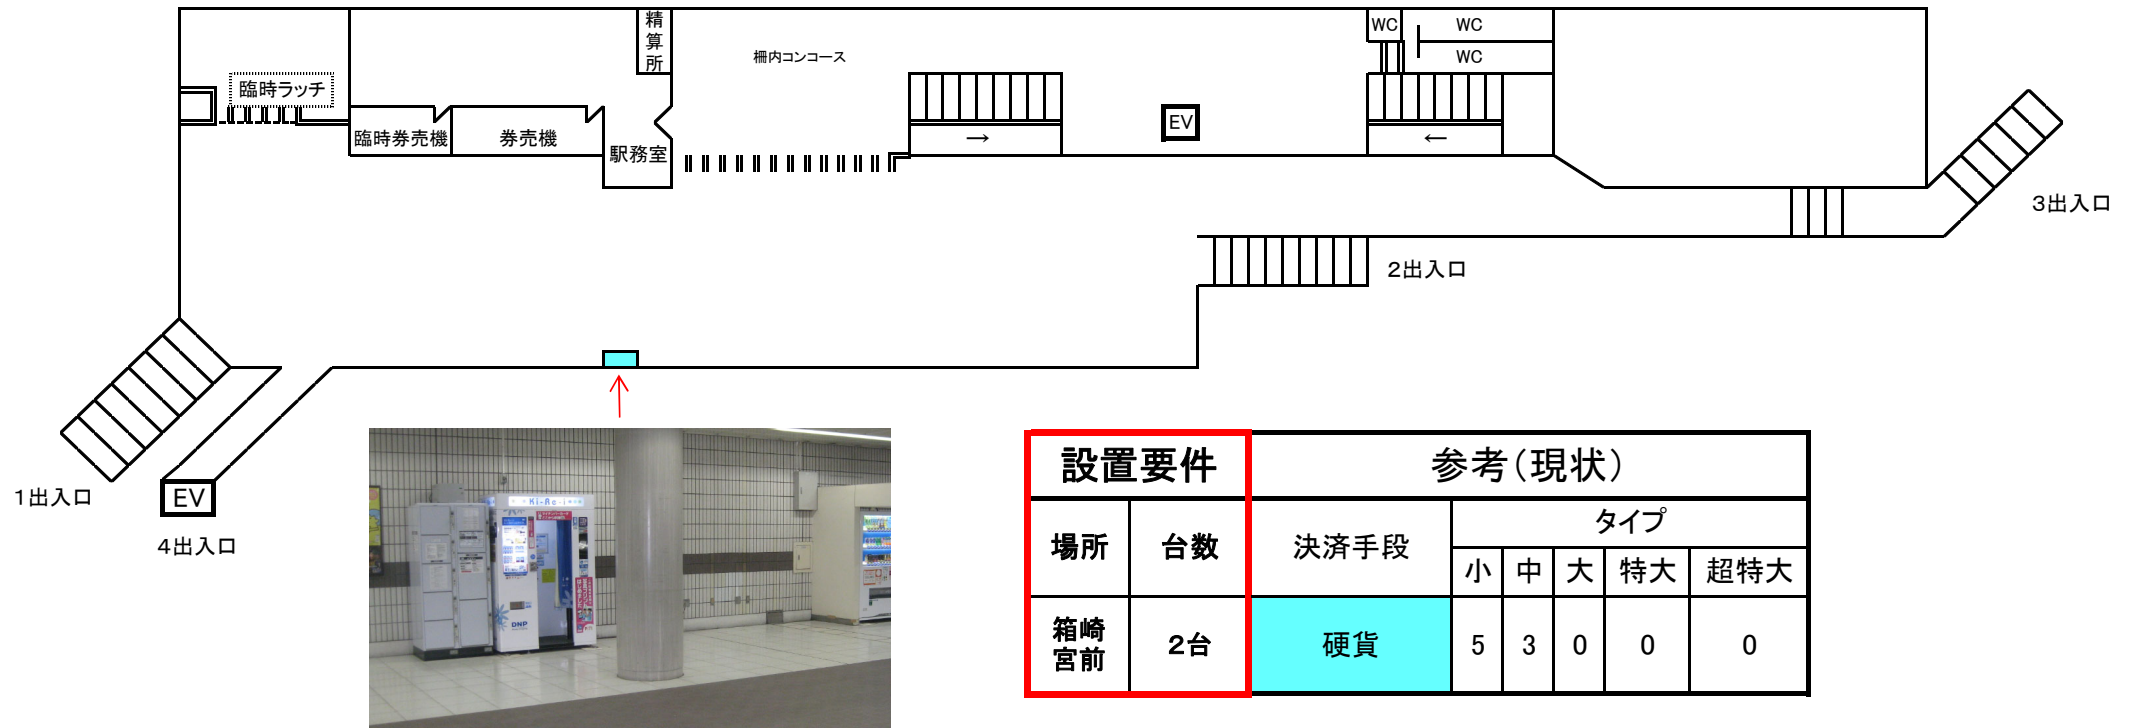 精算所
柵内コンコース
WC
WC
WC
臨時ラッチ
臨時券売機
券売機
駅務室
→
EV
←
3出入口
2出入口
1出入口
EV
4出入口
Ki-Re-i
DNP
設置要件
参考(現状)
場所
台数
決済手段
タイプ
小
中
大
特大
超特大
箱崎
宮前
2台
硬貨
5
3
0
0
0